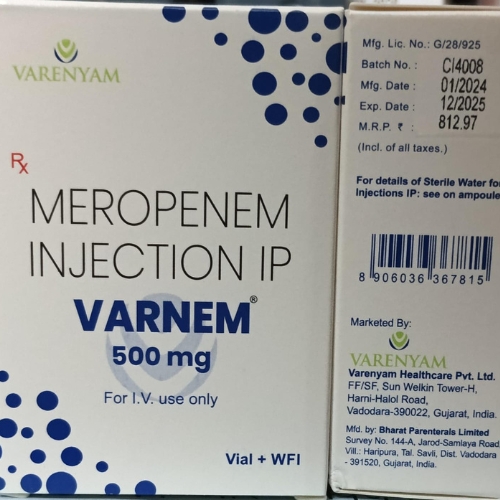 VARENYAM
Rx
MEROPENEM
INJECTION IP
VARNEM®
500 mg
For I.V. use only
Vial + WFI
Mfg. Lic. No.: G/28/925
Batch No. : CI4008
Mfg. Date : 01/2024
Exp. Date : 12/2025
M.R.P. ₹ : 812.97
(Incl. of all taxes.)
For details of Sterile Water fo
Injections IP: see on ampoule
8 906036 367815
Marketed By:
VARENYAM
Varenyam Healthcare Pvt. Ltd.
FF/SF, Sun Welkin Tower-H,
Harni-Halol Road,
Vadodara-390022, Gujarat, India.
Mfd. by: Bharat Parenterals Limited
Survey No. 144-A, Jarod-Samlaya Road
Vill.: Haripura, Tal. Savli, Dist. Vadodara
- 391520, Gujarat, India.